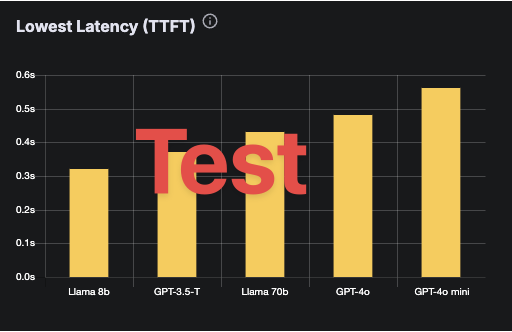 Lowest Latency (TTFT)
0.6s
0.5s
0.4s
0.3s
0.2s
0.1s
0.0s
Test
Llama 8b GPT-3.5-T Llama 70b GPT-4o GPT-4o mini